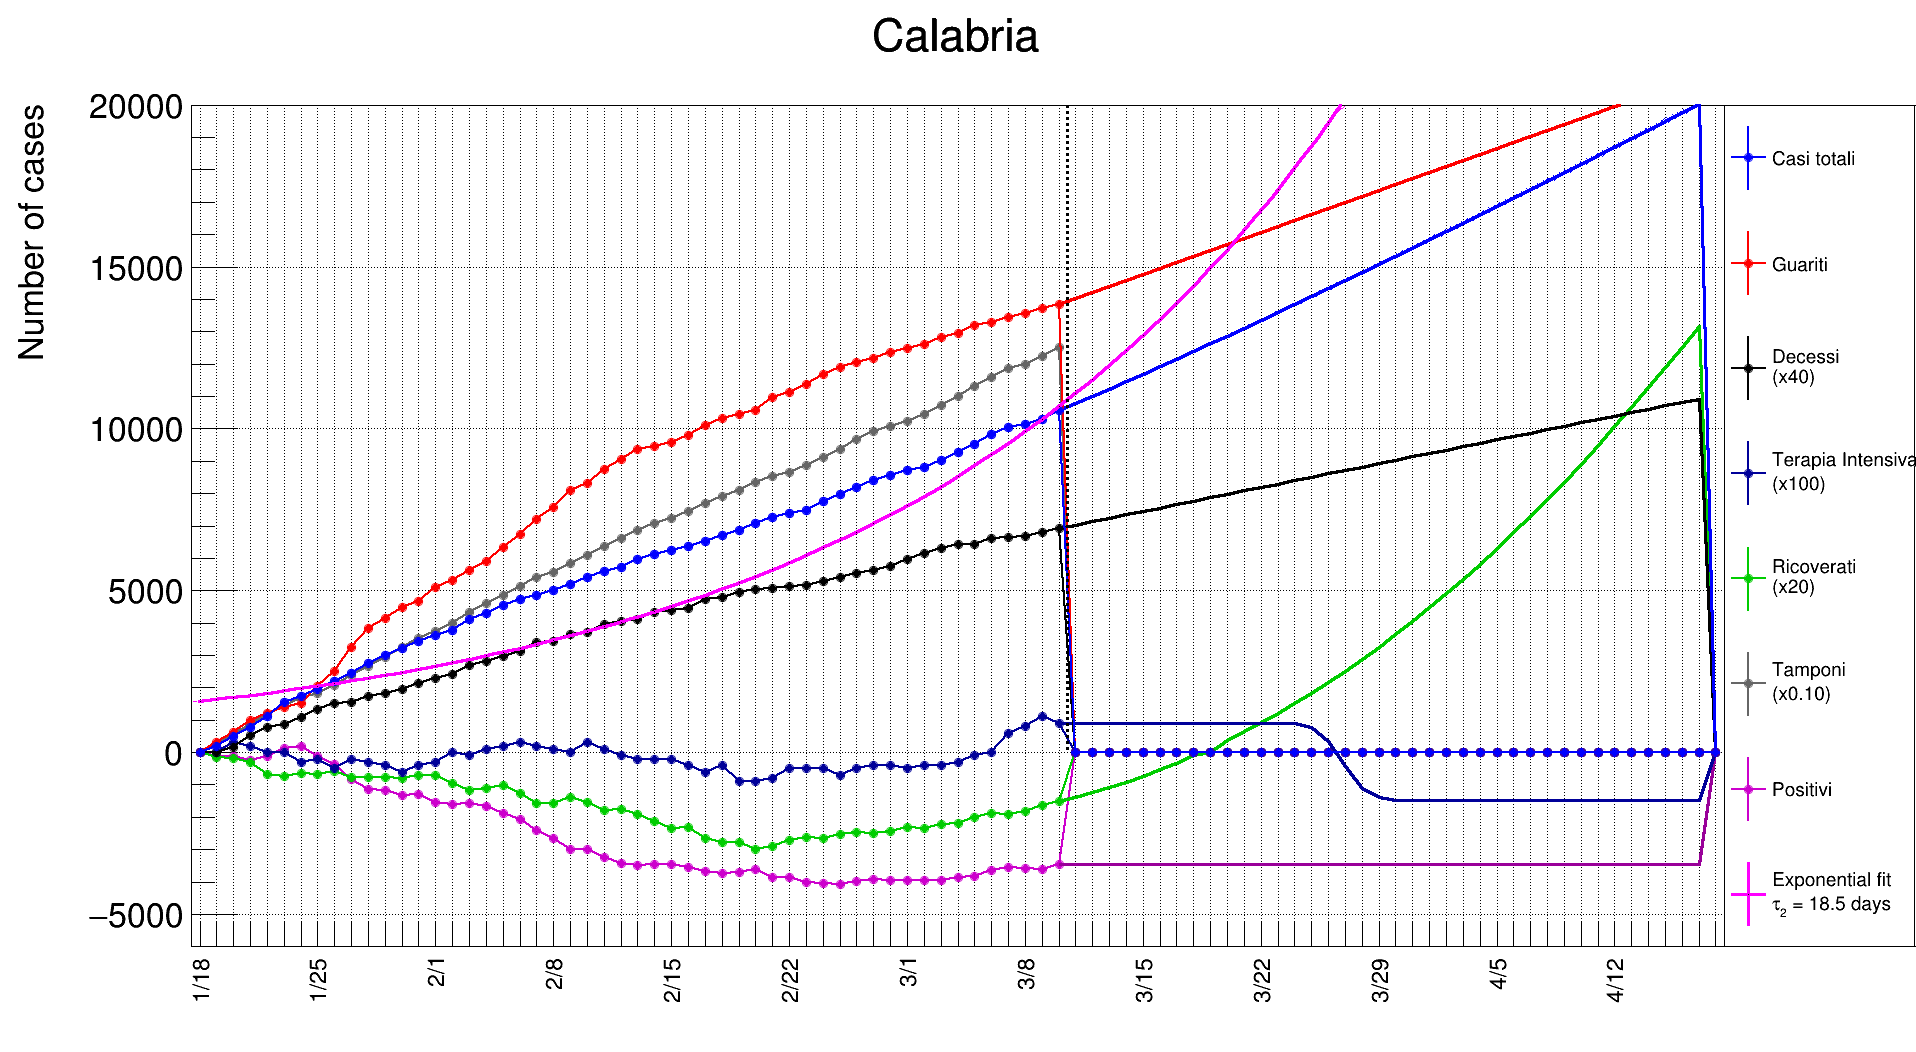 Calabria
Number of cases
20000
15000
10000
5000
0
−5000
1/18
1/25
2/1
2/8
2/15
2/22
3/1
3/8
3/15
3/22
3/29
4/5
4/12
Casi totali
Guariti
Decessi
(x40)
Terapia Intensiva
(x100)
Ricoverati
(x20)
Tamponi
(x0.10)
Positivi
Exponential fit
τ2 = 18.5 days